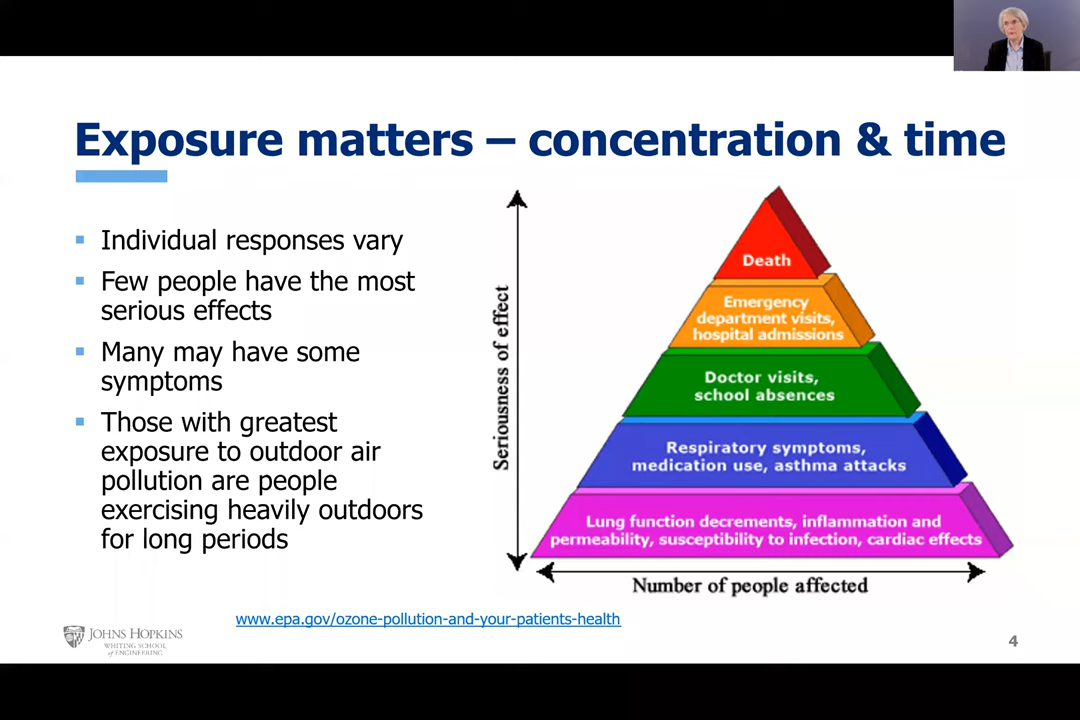 Exposure matters – concentration & time
Individual responses vary
Few people have the most
serious effects
Many may have some
symptoms
Those with greatest
exposure to outdoor air
pollution are people
exercising heavily outdoors
for long periods
Seriousness of effect
Death
Emergency
department visits,
hospital admissions
Doctor visits,
school absences
Respiratory symptoms,
medication use, asthma attacks
Lung function decrements, inflammation and
permeability, susceptibility to infection, cardiac effects
Number of people affected
www.epa.gov/ozone-pollution-and-your-patients-health
JOHNS HOPKINS
WHITING SCHOOL
of ENGINEERING
4